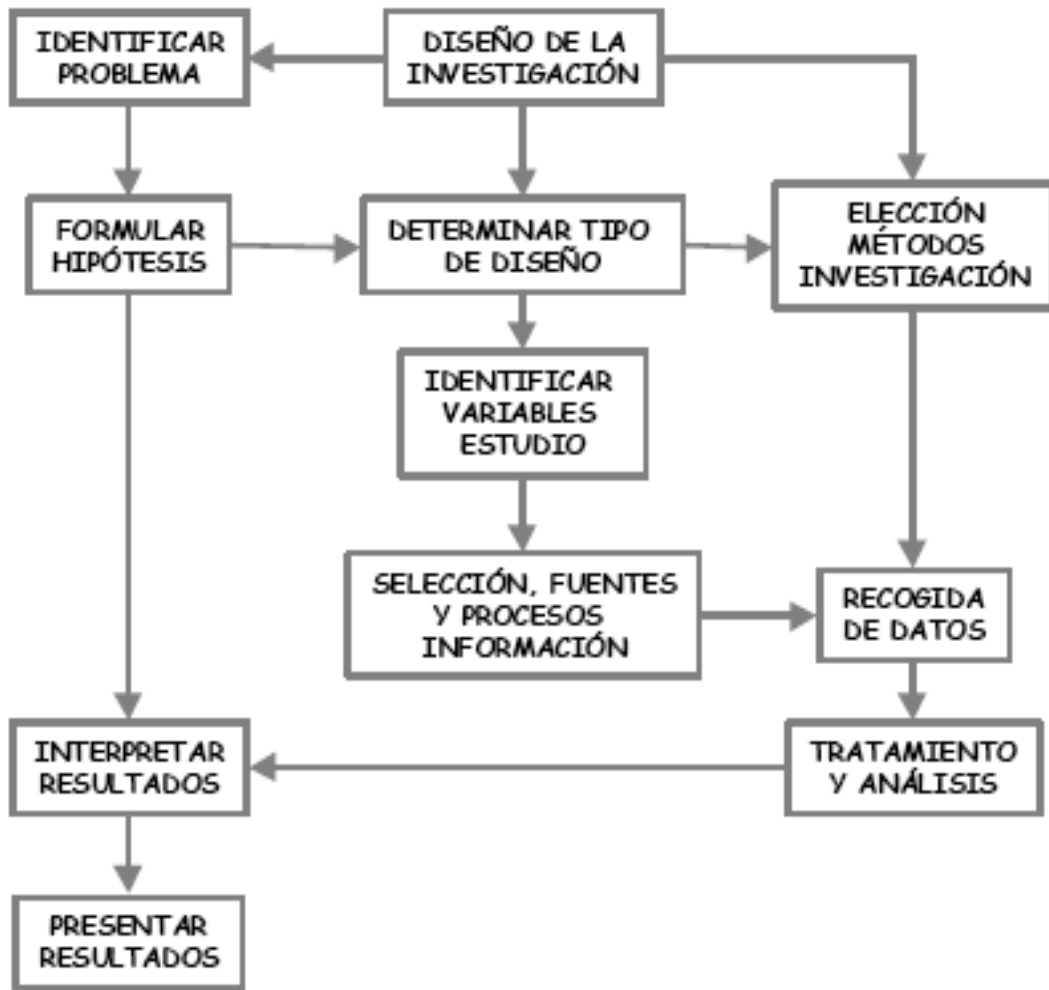 IDENTIFICAR
PROBLEMA
DISEÑO DE LA
INVESTIGACIÓN
FORMULAR
HIPÓTESIS
DETERMINAR TIPO
DE DISEÑO
ELECCIÓN
MÉTODOS
INVESTIGACIÓN
IDENTIFICAR
VARIABLES
ESTUDIO
SELECCIÓN, FUENTES
Y PROCESOS
INFORMACIÓN
RECOGIDA
DE DATOS
INTERPRETAR
RESULTADOS
TRATAMIENTO
Y ANÁLISIS
PRESENTAR
RESULTADOS